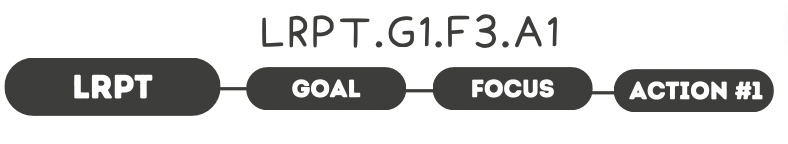 LRPT.G1.F3.A1
LRPT GOAL FOCUS ACTION #1